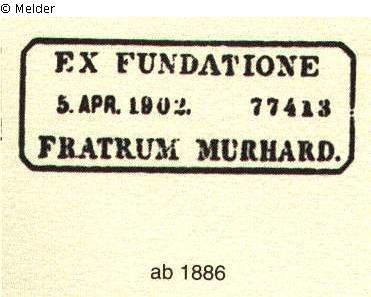 © Melder
EX FUNDATIONE
5. APR. 1902. 77413
FRATRUM MURHARD.
ab 1886